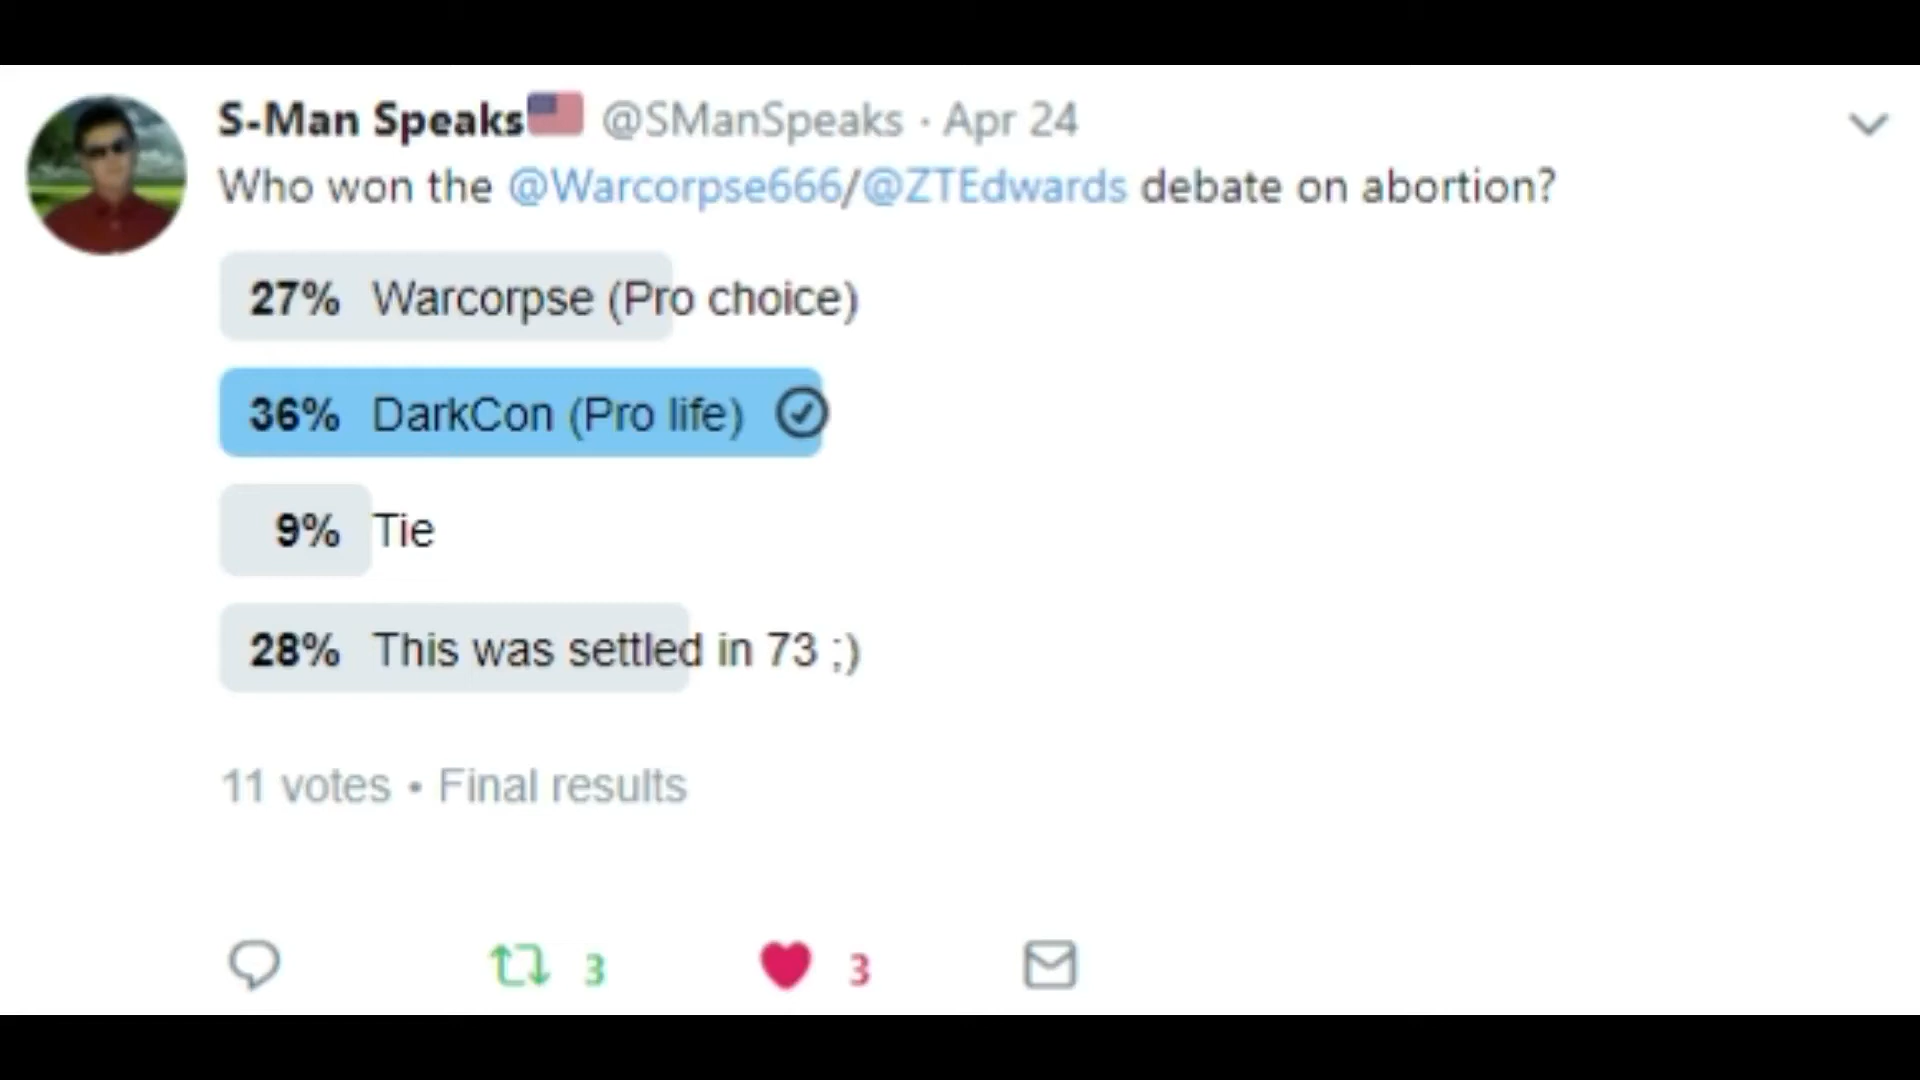 S-Man Speaks🇺🇸 @SManSpeaks · Apr 24
Who won the @Warcorpse666/@ZTEdwards debate on abortion?
27% Warcorpse (Pro choice)
36% DarkCon (Pro life)
9% Tie
28% This was settled in 73 ;)
11 votes • Final results
3 3